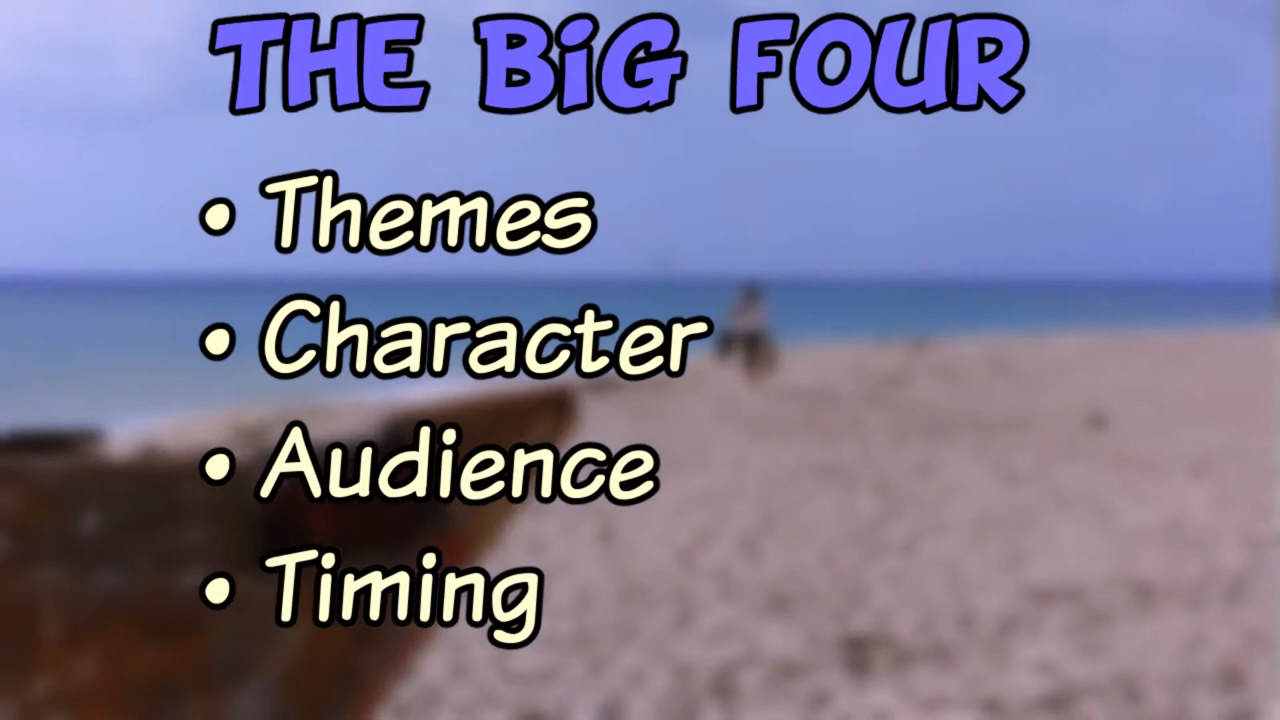 THE BiG FOUR
• Themes
• Character
• Audience
• Timing